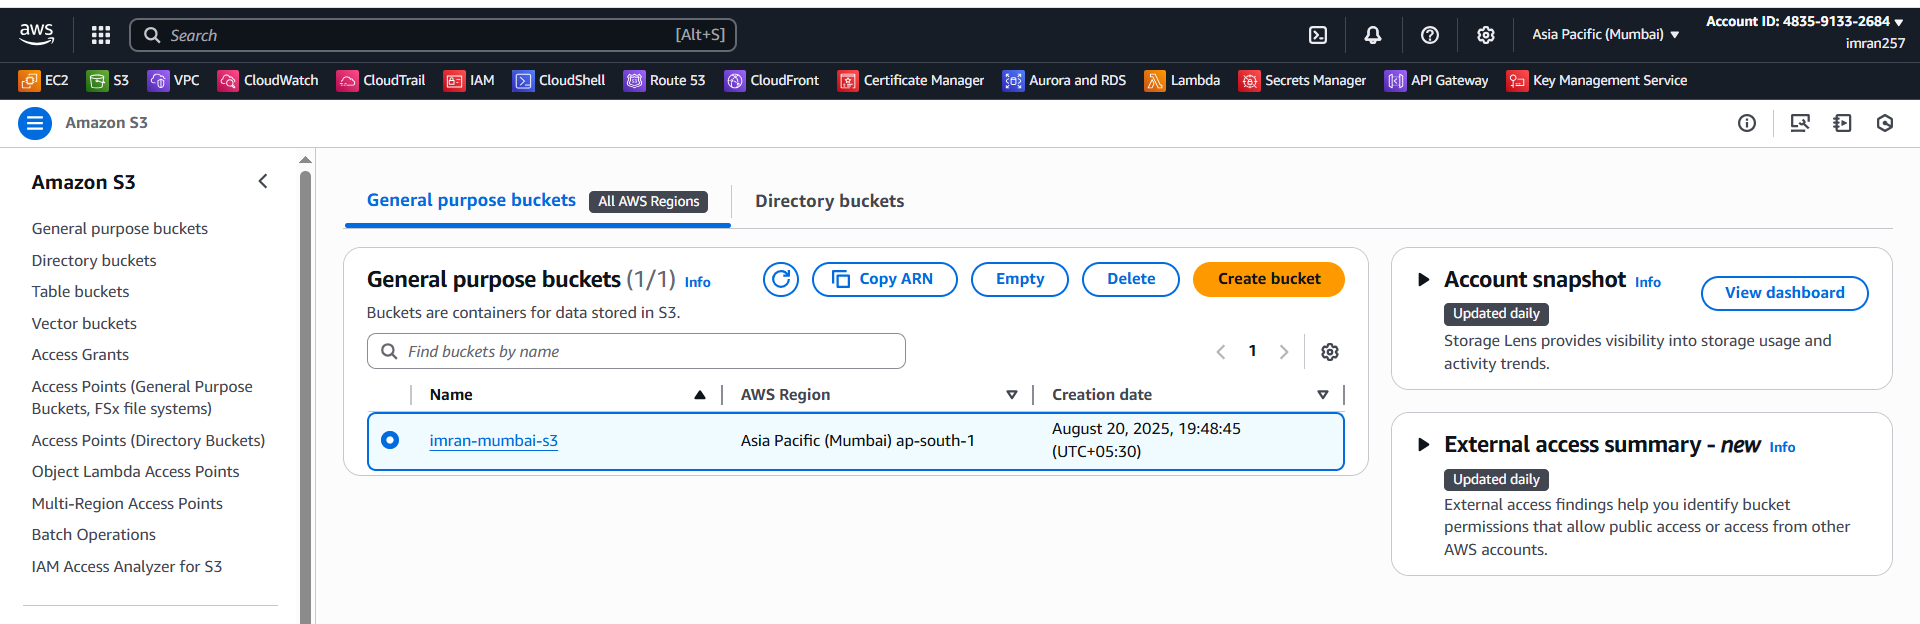 aws
Search [Alt+S]
Asia Pacific (Mumbai) ▼
Account ID: 4835-9133-2684 ▼
imran257
EC2 S3 VPC CloudWatch CloudTrail IAM CloudShell Route 53 CloudFront Certificate Manager Aurora and RDS Lambda Secrets Manager API Gateway Key Management Service
Amazon S3
Amazon S3
General purpose buckets
Directory buckets
Table buckets
Vector buckets
Access Grants
Access Points (General Purpose
Buckets, FSx file systems)
Access Points (Directory Buckets)
Object Lambda Access Points
Multi-Region Access Points
Batch Operations
IAM Access Analyzer for S3
General purpose buckets All AWS Regions Directory buckets
General purpose buckets (1/1) Info Copy ARN Empty Delete Create bucket
Buckets are containers for data stored in S3.
Find buckets by name
1
Name AWS Region Creation date
imran-mumbai-s3 Asia Pacific (Mumbai) ap-south-1 August 20, 2025, 19:48:45
(UTC+05:30)
Account snapshot Info View dashboard
Updated daily
Storage Lens provides visibility into storage usage and
activity trends.
External access summary - new Info
Updated daily
External access findings help you identify bucket
permissions that allow public access or access from other
AWS accounts.